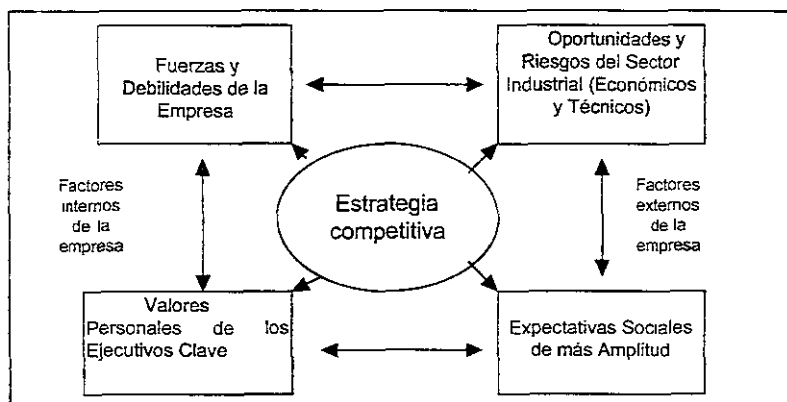 Fuerzas y
Debilidades de la
Empresa
Oportunidades y
Riesgos del Sector
Industrial (Económicos
y Técnicos)
Factores
internos
de la
empresa
Estrategia
competitiva
Factores
externos
de la
empresa
Valores
Personales de los
Ejecutivos Clave
Expectativas Sociales
de más Amplitud